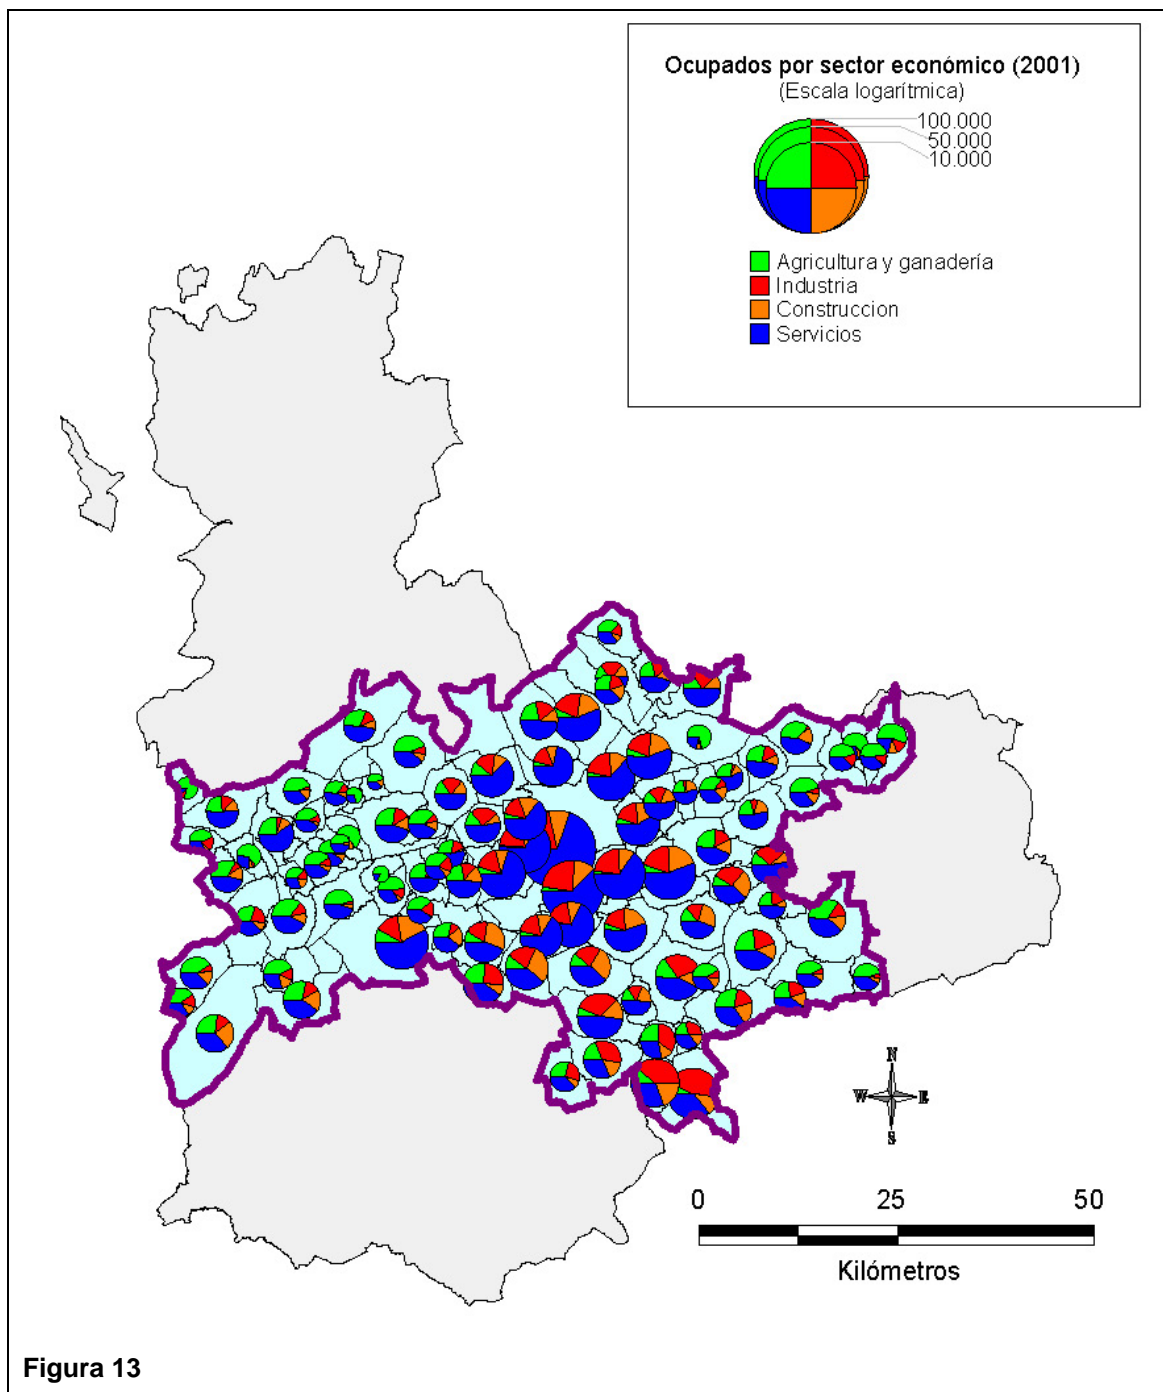 Ocupados por sector económico (2001)
(Escala logarítmica)
100.000
50.000
10.000
Agricultura y ganadería
Industria
Construccion
Servicios
N
W E
S
0 25 50
Kilómetros
Figura 13